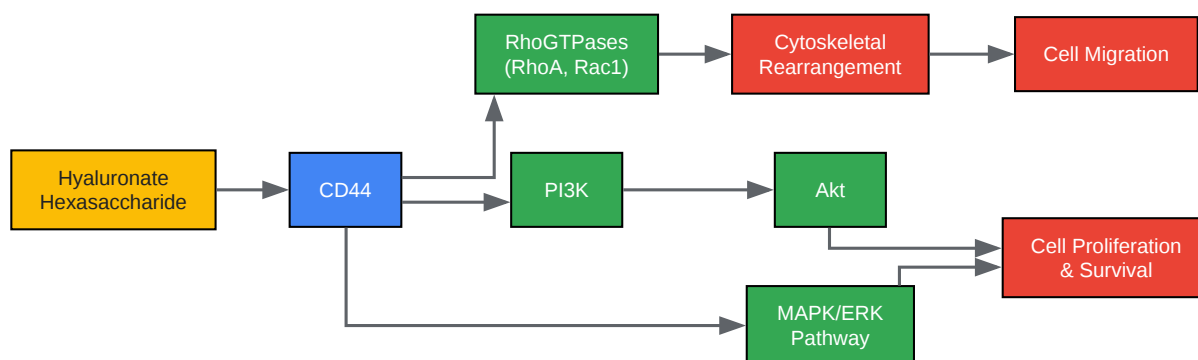 RhoGTPases
(RhoA, Rac1)
Cytoskeletal
Rearrangement
Cell Migration
Hyaluronate
Hexasaccharide
CD44
PI3K
Akt
Cell Proliferation
& Survival
MAPK/ERK
Pathway